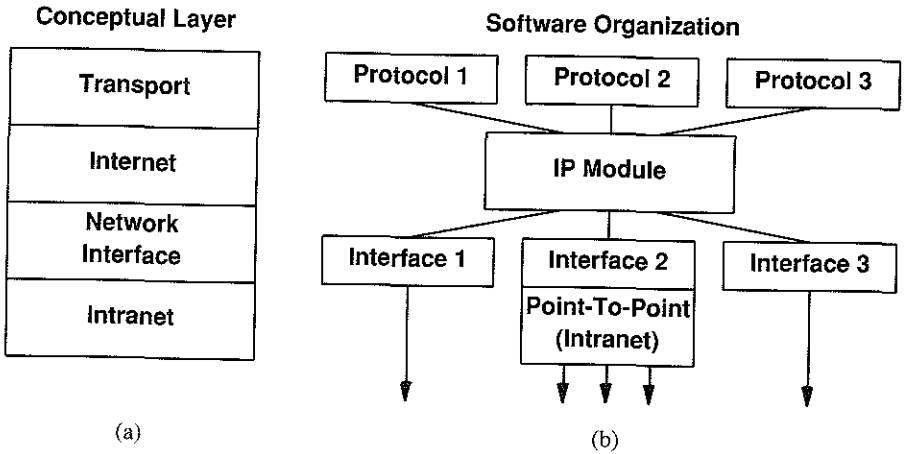 Conceptual Layer
Transport
Internet
Network
Interface
Intranet
(a)
Software Organization
Protocol 1
Protocol 2
Protocol 3
IP Module
Interface 1
Interface 2
Interface 3
Point-To-Point
(Intranet)
(b)